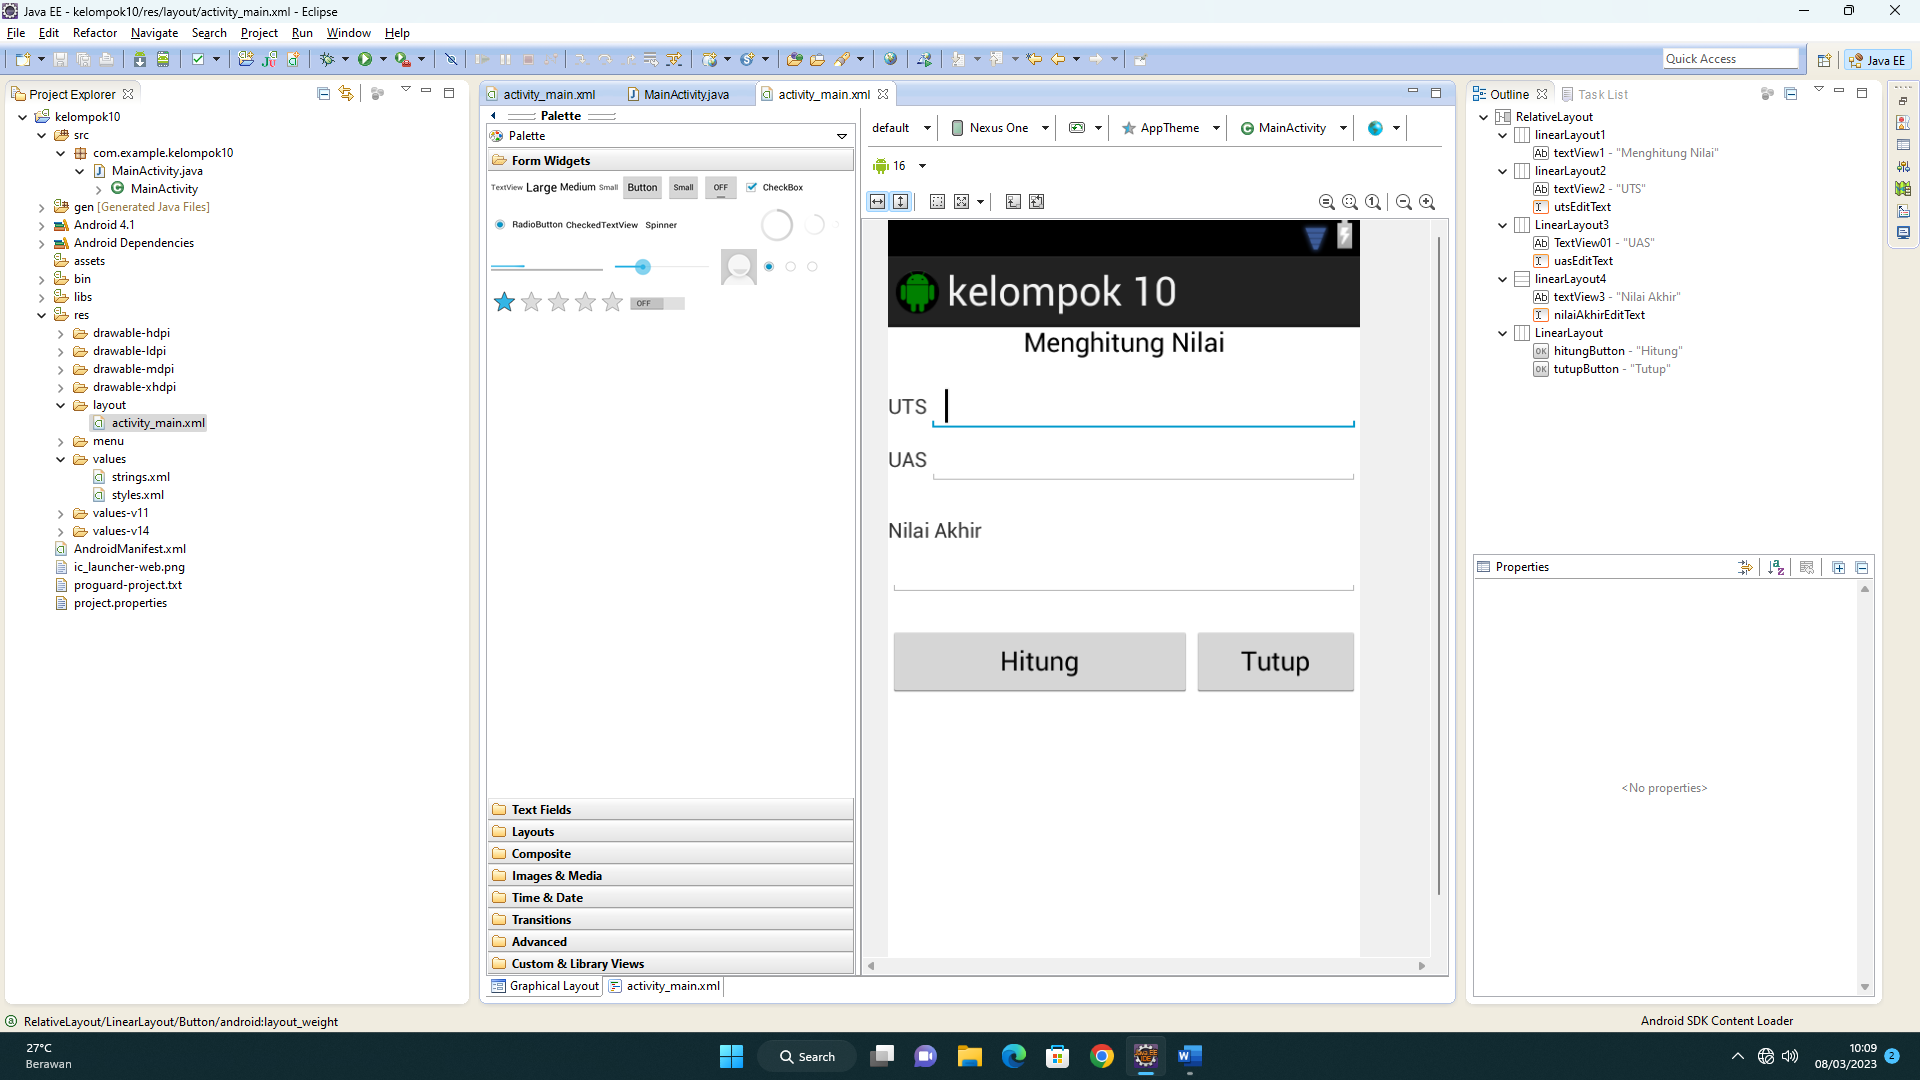 Java EE - kelompok10/res/layout/activity_main.xml - Eclipse
File Edit Refactor Navigate Search Project Run Window Help
Quick Access
Java EE
Project Explorer
kelompok10
src
com.example.kelompok10
MainActivity.java
MainActivity
gen [Generated Java Files]
Android 4.1
Android Dependencies
assets
bin
libs
res
drawable-hdpi
drawable-ldpi
drawable-mdpi
drawable-xhdpi
layout
activity_main.xml
menu
values
strings.xml
styles.xml
values-v11
values-v14
AndroidManifest.xml
ic_launcher-web.png
proguard-project.txt
project.properties
activity_main.xml MainActivity.java activity_main.xml
Palette
Palette
Form Widgets
TextView Large Medium Small Button Small OFF CheckBox
RadioButton CheckedTextView Spinner
OFF
Text Fields
Layouts
Composite
Images & Media
Time & Date
Transitions
Advanced
Custom & Library Views
Graphical Layout activity_main.xml
default Nexus One AppTheme MainActivity
16
kelompok 10
Menghitung Nilai
UTS
UAS
Nilai Akhir
Hitung Tutup
Outline Task List
RelativeLayout
linearLayout1
Ab textView1 - "Menghitung Nilai"
linearLayout2
Ab textView2 - "UTS"
utsEditText
LinearLayout3
Ab TextView01 - "UAS"
uasEditText
linearLayout4
Ab textView3 - "Nilai Akhir"
nilaiAkhirEditText
LinearLayout
OK hitungButton - "Hitung"
OK tutupButton - "Tutup"
Properties
<No properties>
RelativeLayout/LinearLayout/Button/android:layout_weight
Android SDK Content Loader
27°C
Berawan
Search
10:09
08/03/2023
2